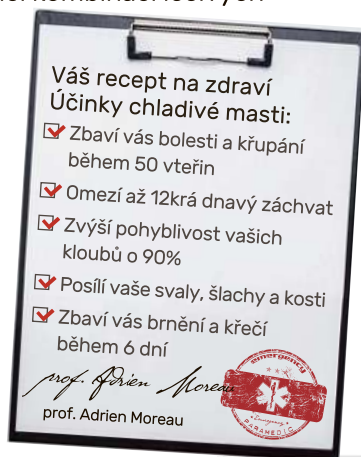 Váš recept na zdraví
Účinky chladivé masti:
Zbaví vás bolesti a křupání
během 50 vteřin
Omezí až 12krá dnavý záchvat
Zvýší pohyblivost vašich
kloubů o 90%
Posílí vaše svaly, šlachy a kosti
Zbaví vás brnění a křečí
během 6 dní
prof. Adrien Moreau
prof. Adrien Moreau
emergency
Emergency
PARAMEDIC